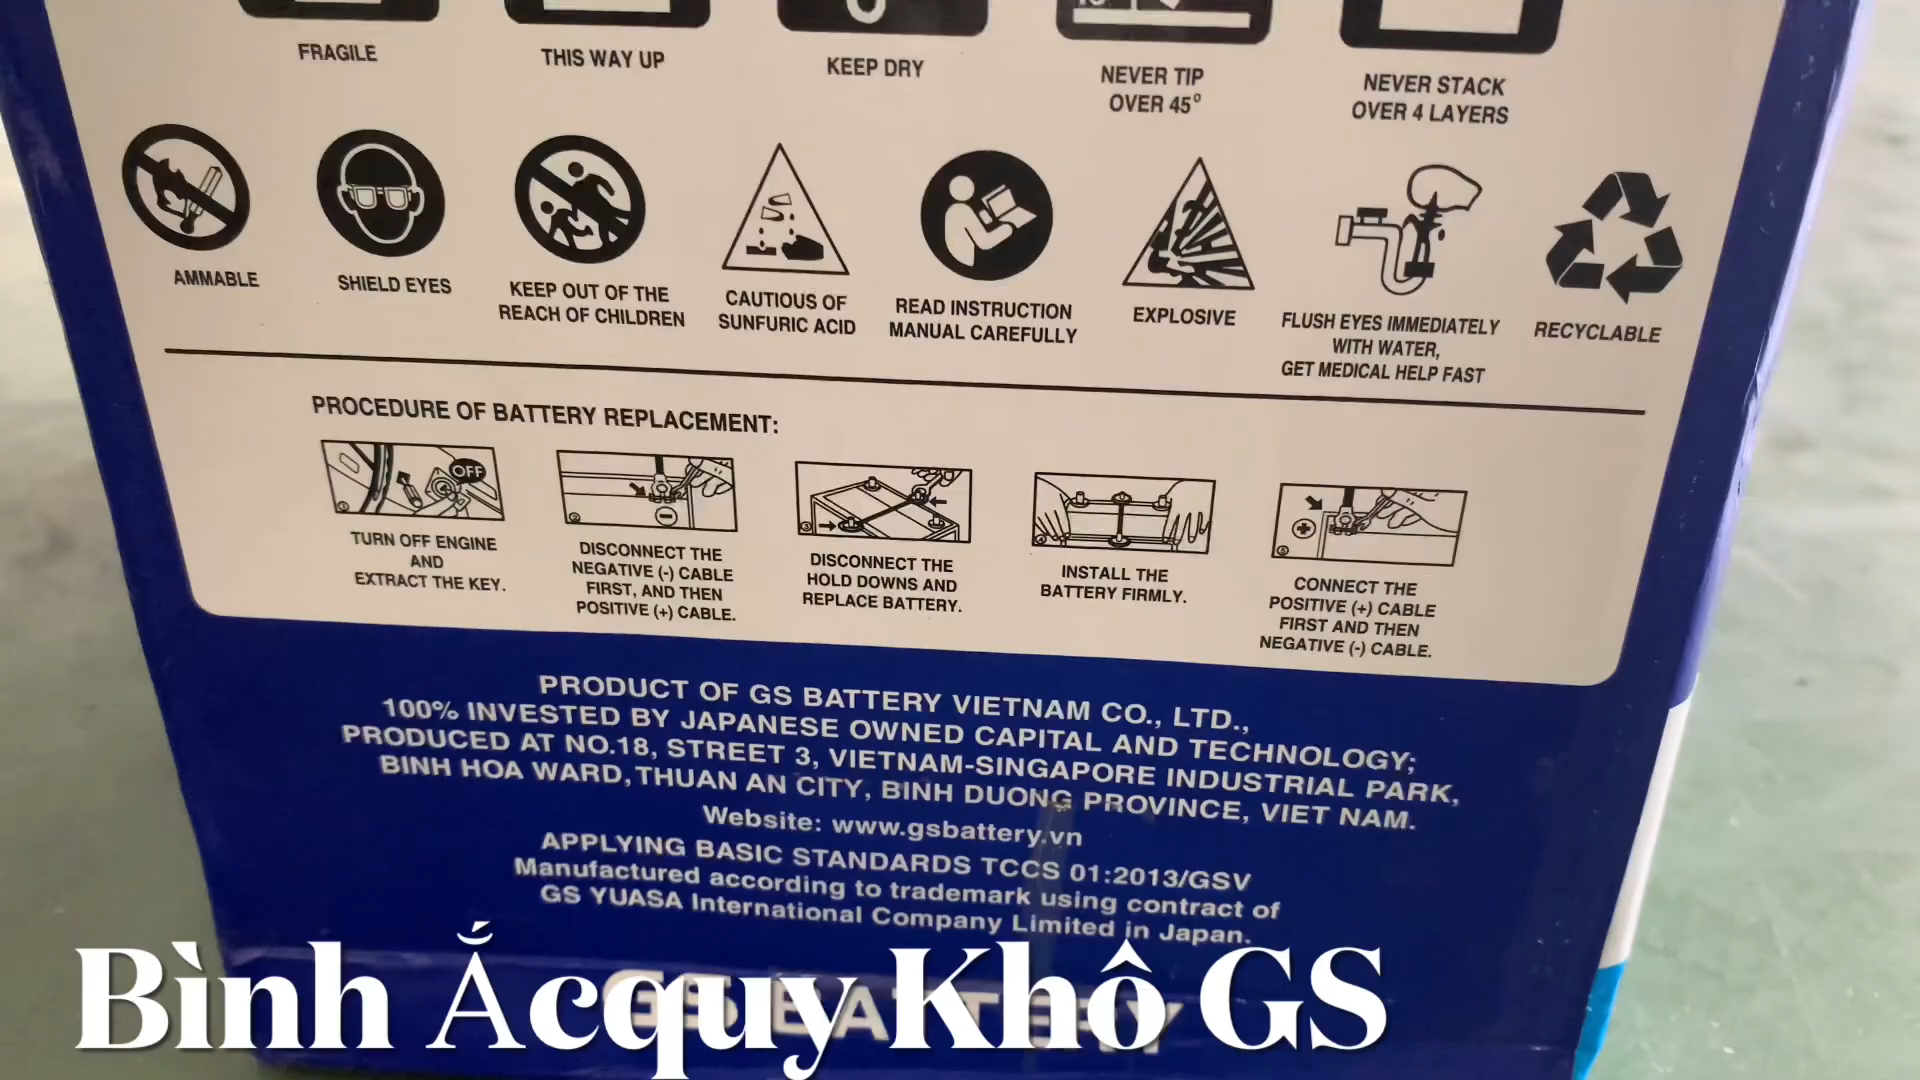 FRAGILE
THIS WAY UP
KEEP DRY
NEVER TIP
OVER 45°
NEVER STACK
OVER 4 LAYERS
AMMABLE
SHIELD EYES
KEEP OUT OF THE
REACH OF CHILDREN
CAUTIOUS OF
SUNFURIC ACID
READ INSTRUCTION
MANUAL CAREFULLY
EXPLOSIVE
FLUSH EYES IMMEDIATELY
WITH WATER,
GET MEDICAL HELP FAST
RECYCLABLE
PROCEDURE OF BATTERY REPLACEMENT:
OFF
TURN OFF ENGINE
AND
EXTRACT THE KEY.
DISCONNECT THE
NEGATIVE (-) CABLE
FIRST, AND THEN
POSITIVE (+) CABLE.
DISCONNECT THE
HOLD DOWNS AND
REPLACE BATTERY.
INSTALL THE
BATTERY FIRMLY.
CONNECT THE
POSITIVE (+) CABLE
FIRST AND THEN
NEGATIVE (-) CABLE.
PRODUCT OF GS BATTERY VIETNAM CO., LTD.,
100% INVESTED BY JAPANESE OWNED CAPITAL AND TECHNOLOGY;
PRODUCED AT NO.18, STREET 3, VIETNAM-SINGAPORE INDUSTRIAL PARK,
BINH HOA WARD, THUAN AN CITY, BINH DUONG PROVINCE, VIET NAM.
Website: www.gsbattery.vn
APPLYING BASIC STANDARDS TCCS 01:2013/GSV
Manufactured according to trademark using contract of
GS YUASA International Company Limited in Japan.
GS BATTERY
Bình Ắcquy Khô GS